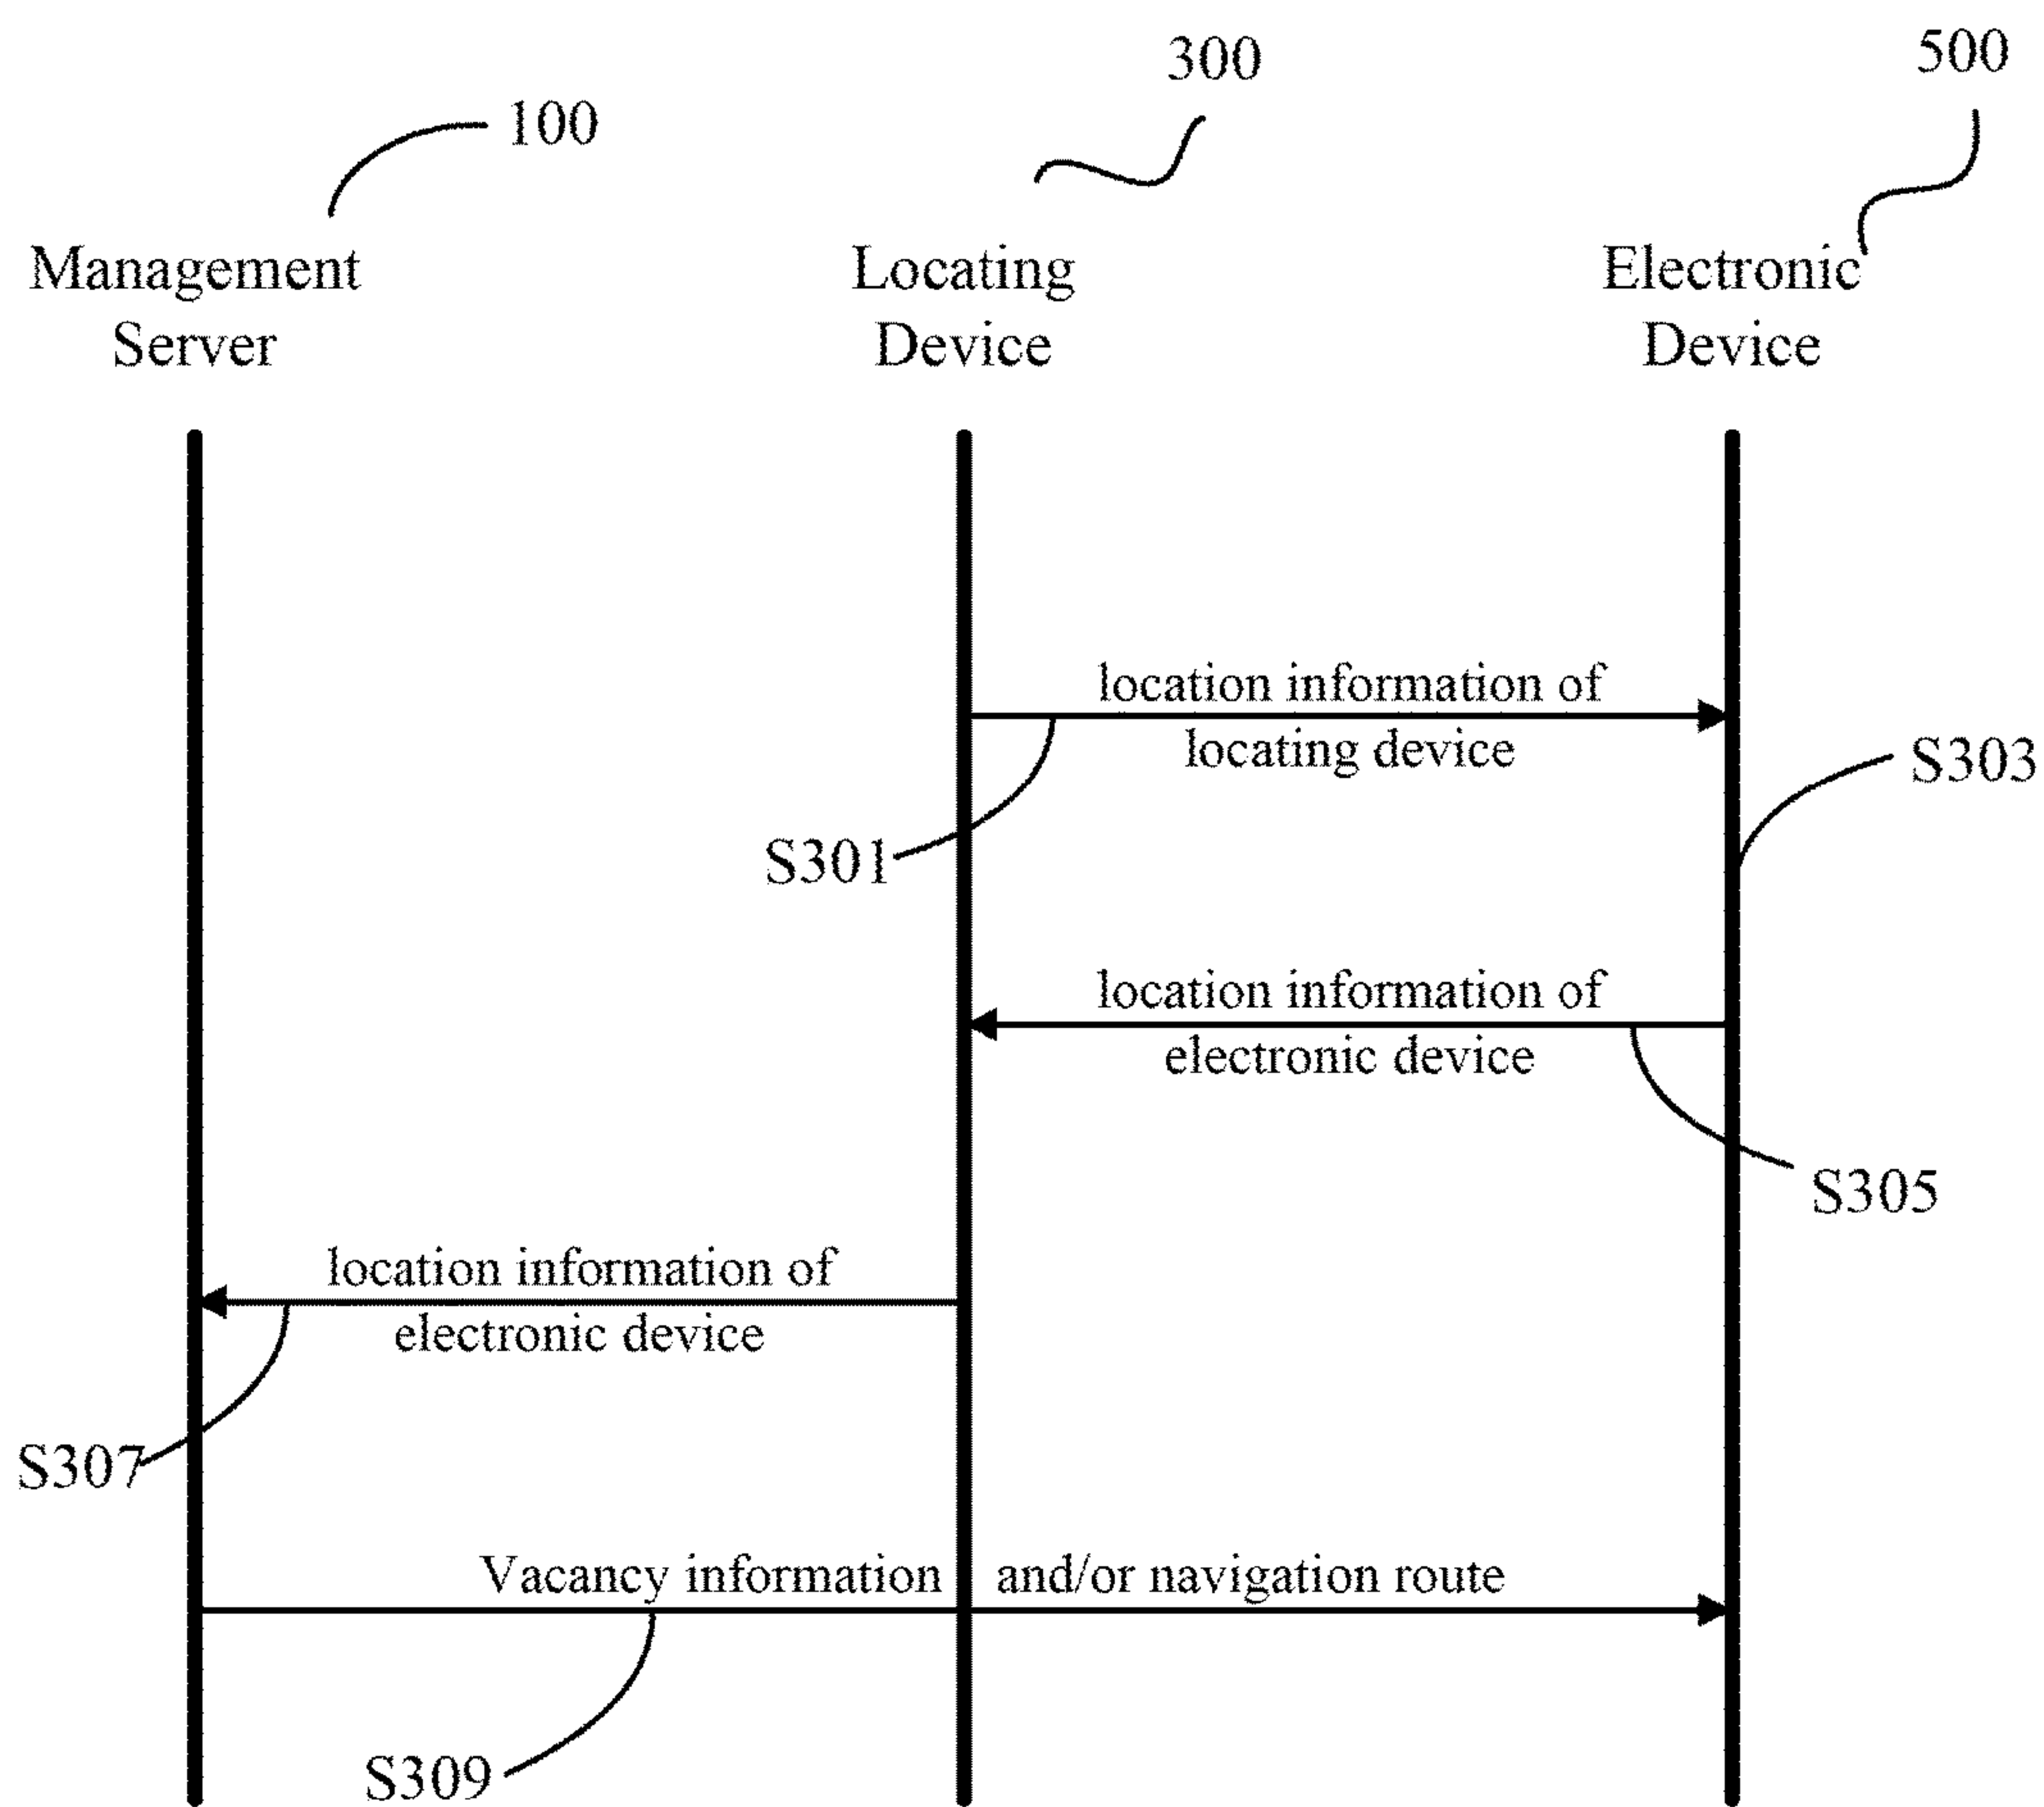 300
500
100
Management
Server
Locating
Device
Electronic
Device
location information of
locating device
S303
S301
location information of
electronic device
S305
location information of
electronic device
S307
Vacancy information and/or navigation route
S309